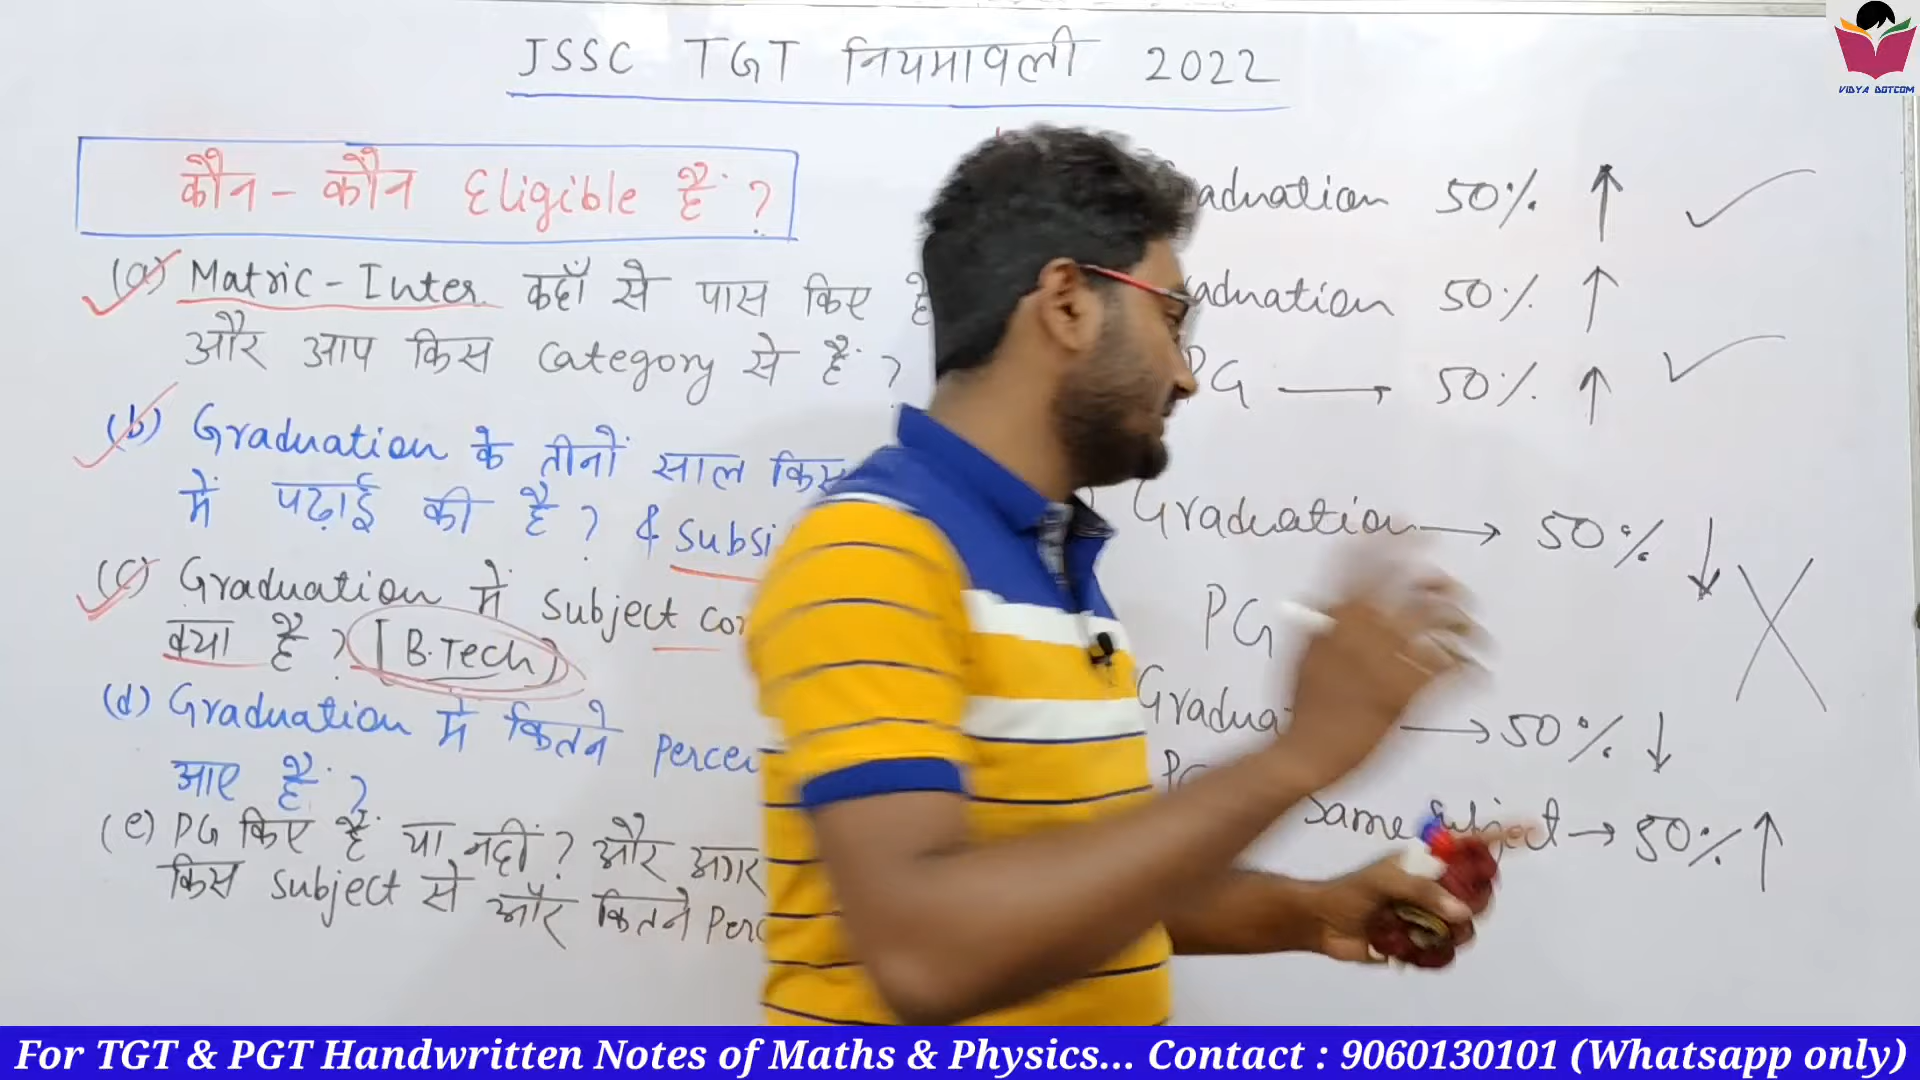 JSSC TGT नियमावली 2022
VIDYA DOTCOM
कौन - कौन Eligible हैं ?
(a) Matric - Inter कहाँ से पास किए
और आप किस Category से हैं ?
(b) Graduation के तीनों साल किस
में पढ़ाई की है ? & Subsi
(c) Graduation में Subject Co
क्या है ? [B.Tech]
(d) Graduation में कितने Perce
आए हैं ?
(e) PG किए हैं या नहीं ? और अगर
किस Subject से और कितने Per
aduation 50% ↑
aduation 50% ↑
PG → 50% ↑
Graduation → 50% ↓
PG
Gradua → 50% ↓
Same Subject → 50% ↑
For TGT & PGT Handwritten Notes of Maths & Physics... Contact : 9060130101 (Whatsapp only)